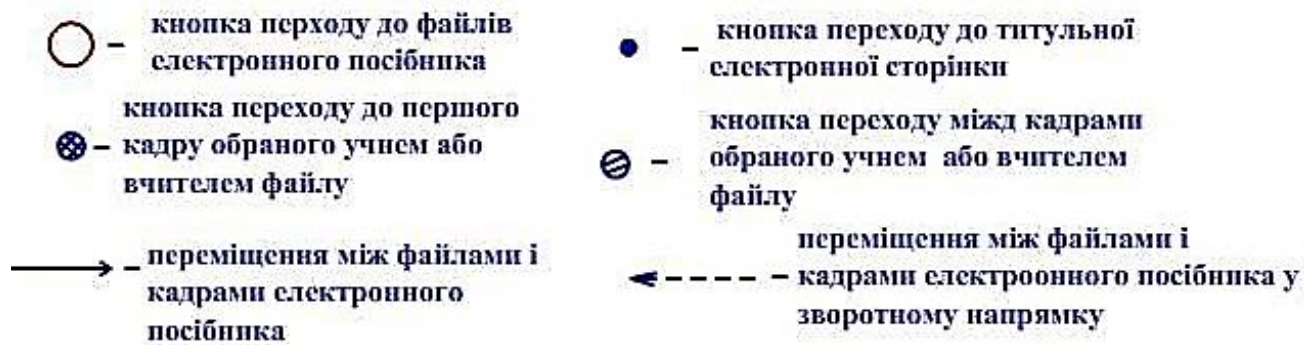 – кнопка перходу до файлів
електронного посібника
– кнопка переходу до титульної
електронної сторінки
кнопка переходу до першого
– кадру обраного учнем або
вчителем файлу
кнопка переходу міжд кадрами
– обраного учнем або вчителем
файлу
– переміщення між файлами і
кадрами електронного
посібника
переміщення між файлами і
– кадрами електроонного посібника у
зворотному напрямку